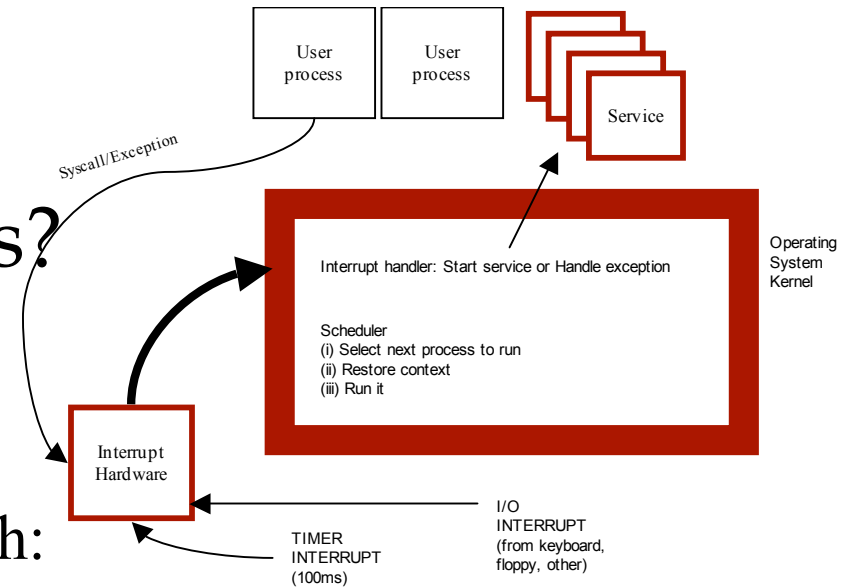 User
process
User
process
Service
Syscall/Exception
s?
Operating
System
Kernel
Interrupt handler: Start service or Handle exception
Scheduler
(i) Select next process to run
(ii) Restore context
(iii) Run it
Interrupt
Hardware
h:
TIMER
INTERRUPT
(100ms)
I/O
INTERRUPT
(from keyboard,
floppy, other)